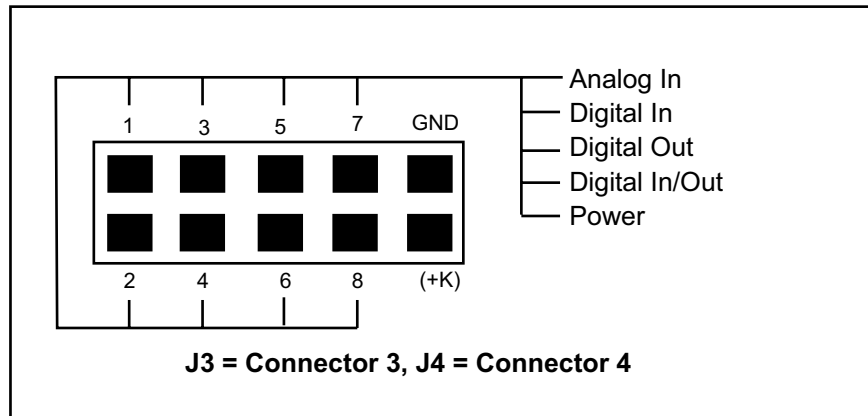 Analog In
1 3 5 7 GND
Digital In
Digital Out
Digital In/Out
Power
2 4 6 8 (+K)
J3 = Connector 3, J4 = Connector 4